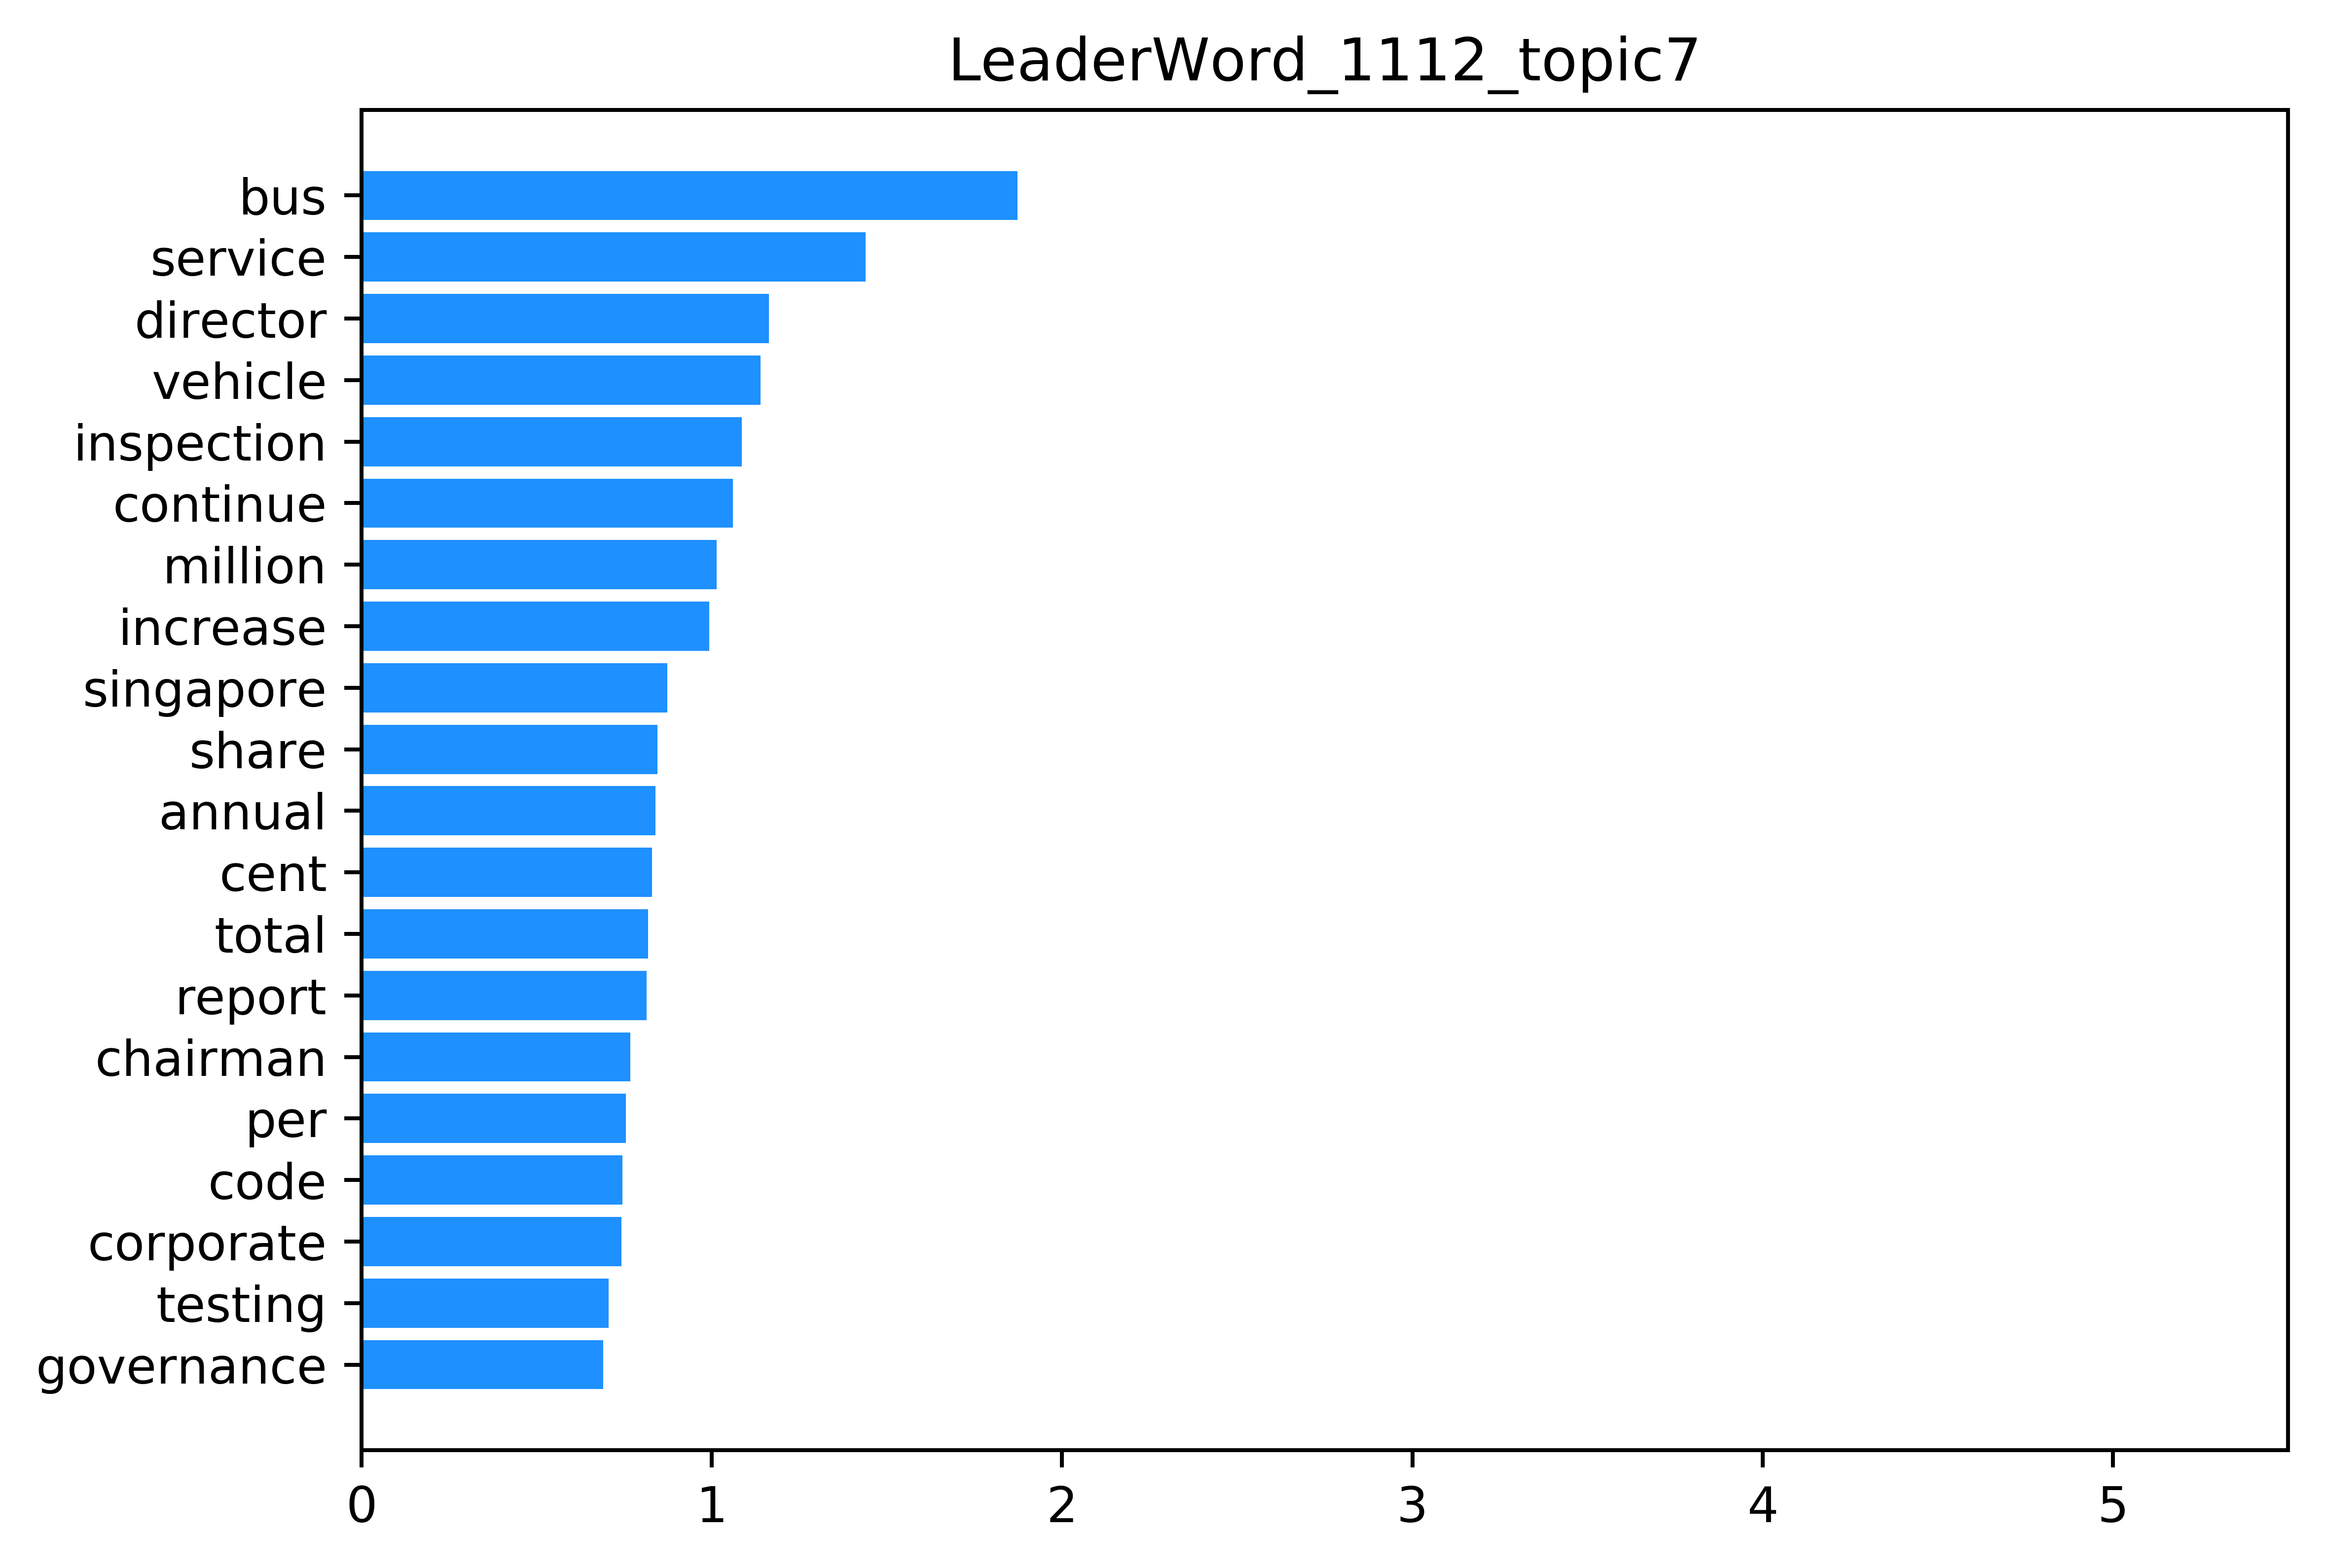 LeaderWord_1112_topic7
bus
service
director
vehicle
inspection
continue
million
increase
singapore
share
annual
cent
total
report
chairman
per
code
corporate
testing
governance
0 1 2 3 4 5